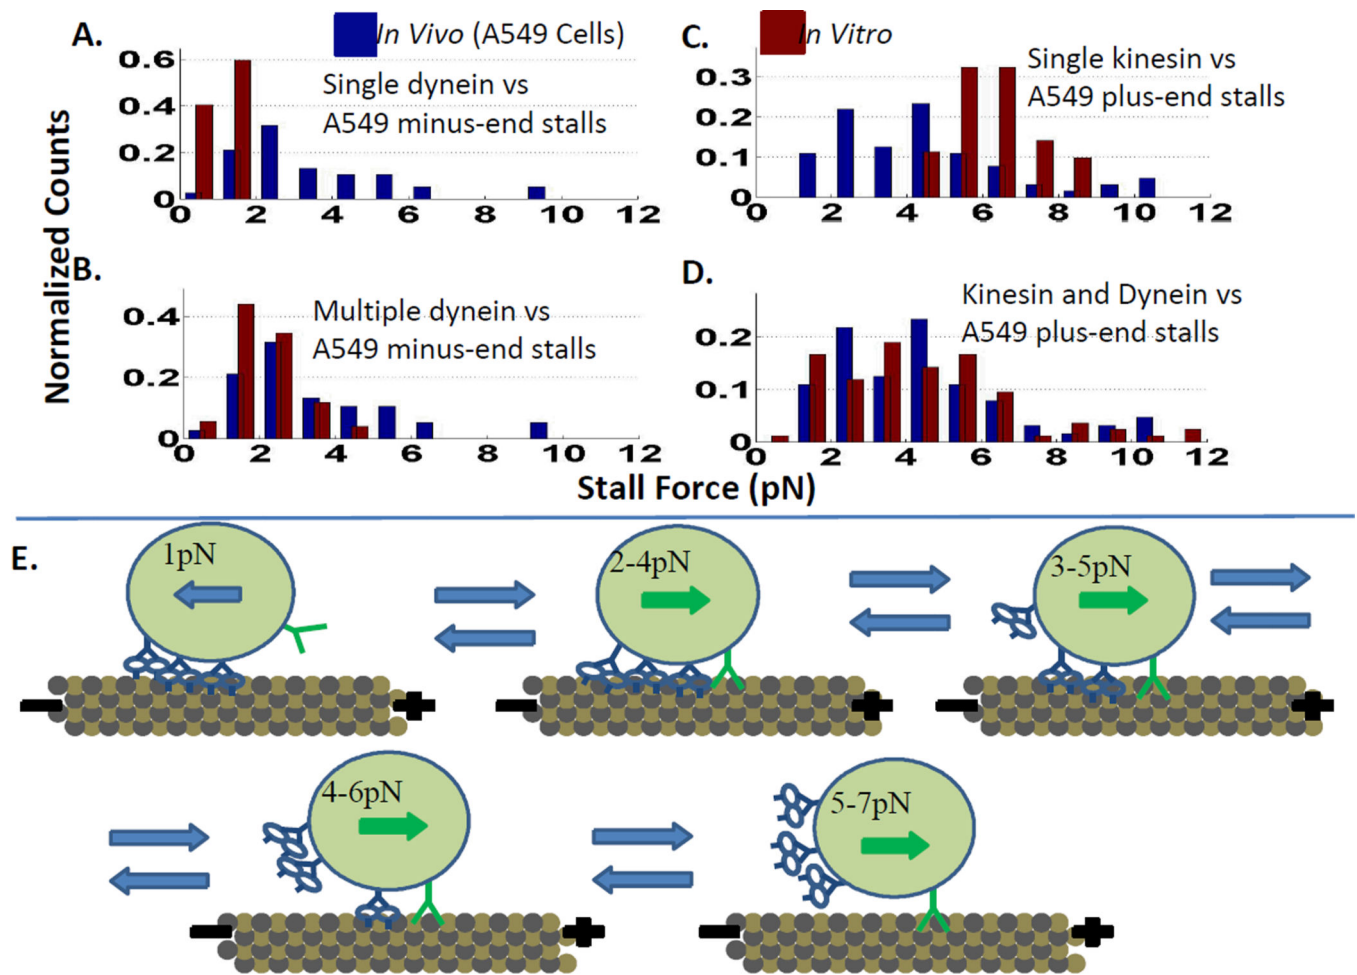 A.
In Vivo (A549 Cells)
Single dynein vs
A549 minus-end stalls
0.6
0.4
0.2
0
0 2 4 6 8 10 12
C.
In Vitro
Single kinesin vs
A549 plus-end stalls
0.3
0.2
0.1
0
0 2 4 6 8 10 12
Normalized Counts
B.
Multiple dynein vs
A549 minus-end stalls
0.4
0.2
0
0 2 4 6 8 10 12
D.
Kinesin and Dynein vs
A549 plus-end stalls
0.2
0.1
0
0 2 4 6 8 10 12
Stall Force (pN)
E.
1pN
2-4pN
3-5pN
4-6pN
5-7pN